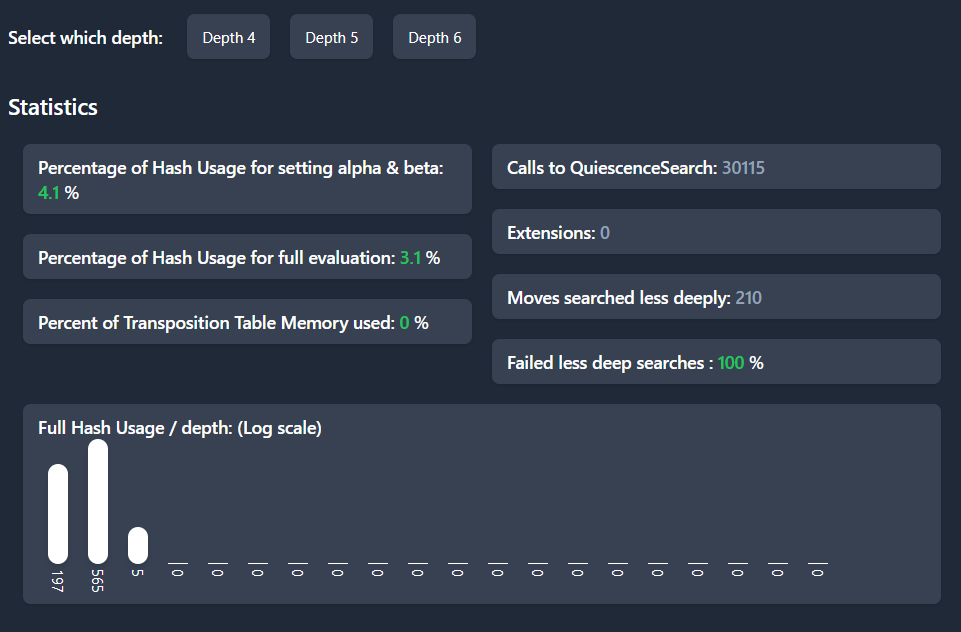 Select which depth: Depth 4 Depth 5 Depth 6
Statistics
Percentage of Hash Usage for setting alpha & beta:
4.1 %
Percentage of Hash Usage for full evaluation: 3.1 %
Percent of Transposition Table Memory used: 0 %
Calls to QuiescenceSearch: 30115
Extensions: 0
Moves searched less deeply: 210
Failed less deep searches : 100 %
Full Hash Usage / depth: (Log scale)
197 565 5 0 0 0 0 0 0 0 0 0 0 0 0 0 0 0 0 0